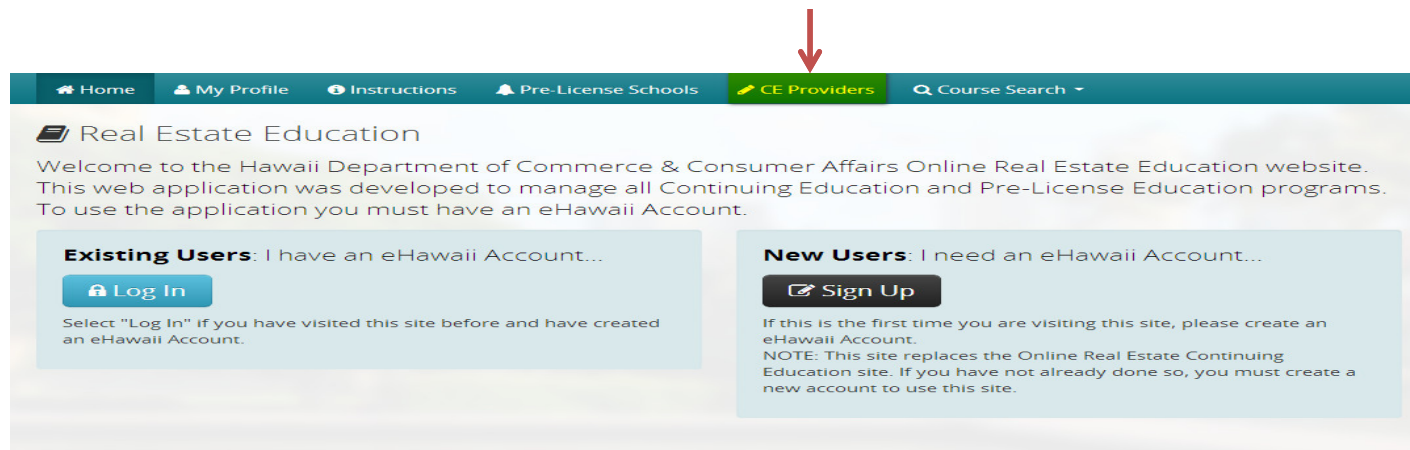 Home My Profile Instructions Pre-License Schools CE Providers Course Search
Real Estate Education
Welcome to the Hawaii Department of Commerce & Consumer Affairs Online Real Estate Education website.
This web application was developed to manage all Continuing Education and Pre-License Education programs.
To use the application you must have an eHawaii Account.
Existing Users: I have an eHawaii Account...
Log In
Select "Log In" if you have visited this site before and have created
an eHawaii Account.
New Users: I need an eHawaii Account...
Sign Up
If this is the first time you are visiting this site, please create an
eHawaii Account.
NOTE: This site replaces the Online Real Estate Continuing
Education site. If you have not already done so, you must create a
new account to use this site.